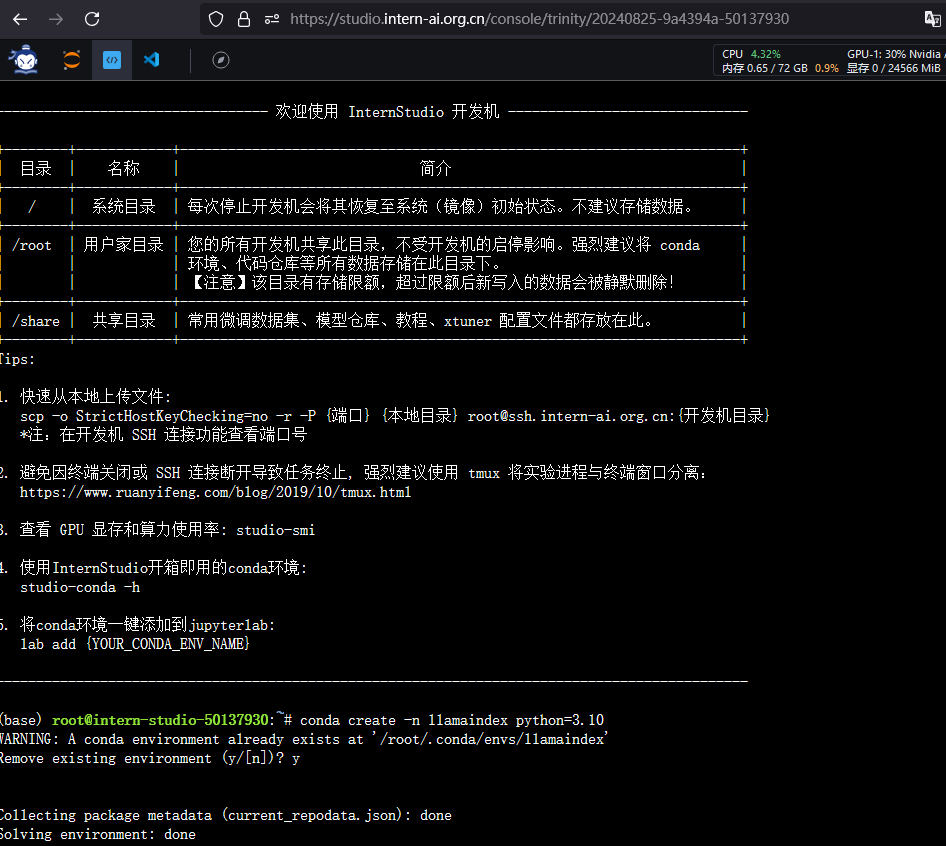 https://studio.intern-ai.org.cn/console/trinity/20240825-9a4394a-50137930
CPU 4.32% GPU-1: 30% Nvidia
内存 0.65 / 72 GB 0.9% 显存 0 / 24566 MiB
欢迎使用 InternStudio 开发机
目录 | 名称 | 简介
/ | 系统目录 | 每次停止开发机会将其恢复至系统（镜像）初始状态。不建议存储数据。
/root | 用户家目录 | 您的所有开发机共享此目录，不受开发机的启停影响。强烈建议将 conda
环境、代码仓库等所有数据存储在此目录下。
【注意】该目录有存储限额，超过限额后新写入的数据会被静默删除！
/share | 共享目录 | 常用微调数据集、模型仓库、教程、xtuner 配置文件都存放在此。
Tips:
1. 快速从本地上传文件：
scp -o StrictHostKeyChecking=no -r -P {端口} {本地目录} root@ssh.intern-ai.org.cn:{开发机目录}
*注：在开发机 SSH 连接功能查看端口号
2. 避免因终端关闭或 SSH 连接断开导致任务终止，强烈建议使用 tmux 将实验进程与终端窗口分离：
https://www.ruanyifeng.com/blog/2019/10/tmux.html
3. 查看 GPU 显存和算力使用率: studio-smi
4. 使用InternStudio开箱即用的conda环境:
studio-conda -h
5. 将conda环境一键添加到jupyterlab:
lab add {YOUR_CONDA_ENV_NAME}
(base) root@intern-studio-50137930:~# conda create -n llamaindex python=3.10
WARNING: A conda environment already exists at '/root/.conda/envs/llamaindex'
Remove existing environment (y/[n])? y
Collecting package metadata (current_repodata.json): done
Solving environment: done